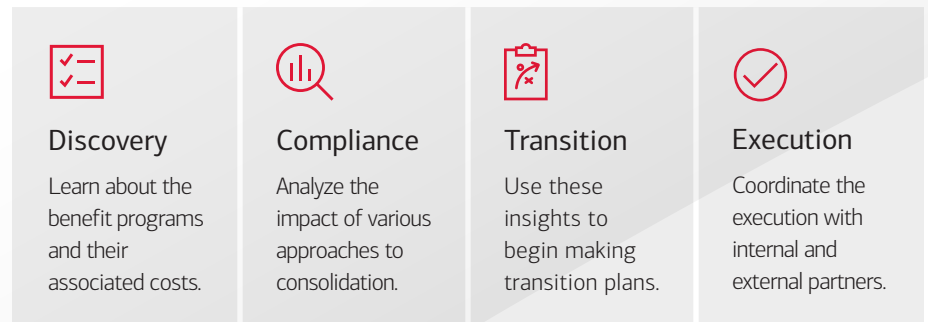 Discovery
Learn about the
benefit programs
and their
associated costs.
Compliance
Analyze the
impact of various
approaches to
consolidation.
Transition
Use these
insights to
begin making
transition plans.
Execution
Coordinate the
execution with
internal and
external partners.